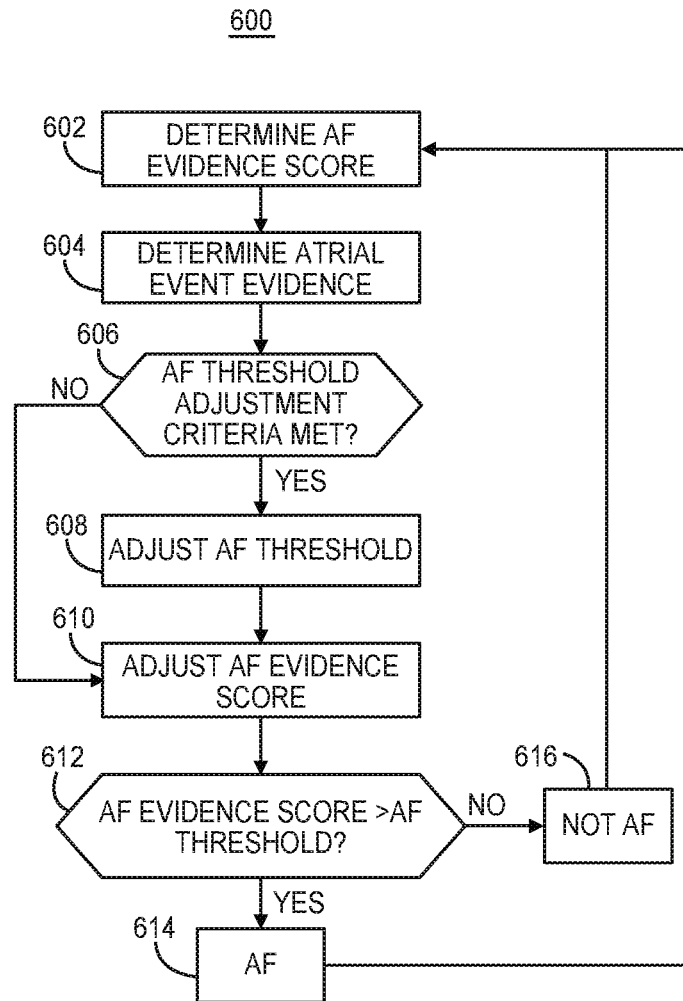 600
602
DETERMINE AF
EVIDENCE SCORE
604
DETERMINE ATRIAL
EVENT EVIDENCE
606
AF THRESHOLD
ADJUSTMENT
CRITERIA MET?
NO
YES
608
ADJUST AF THRESHOLD
610
ADJUST AF EVIDENCE
SCORE
612
AF EVIDENCE SCORE >AF
THRESHOLD?
NO
616
NOT AF
YES
614
AF